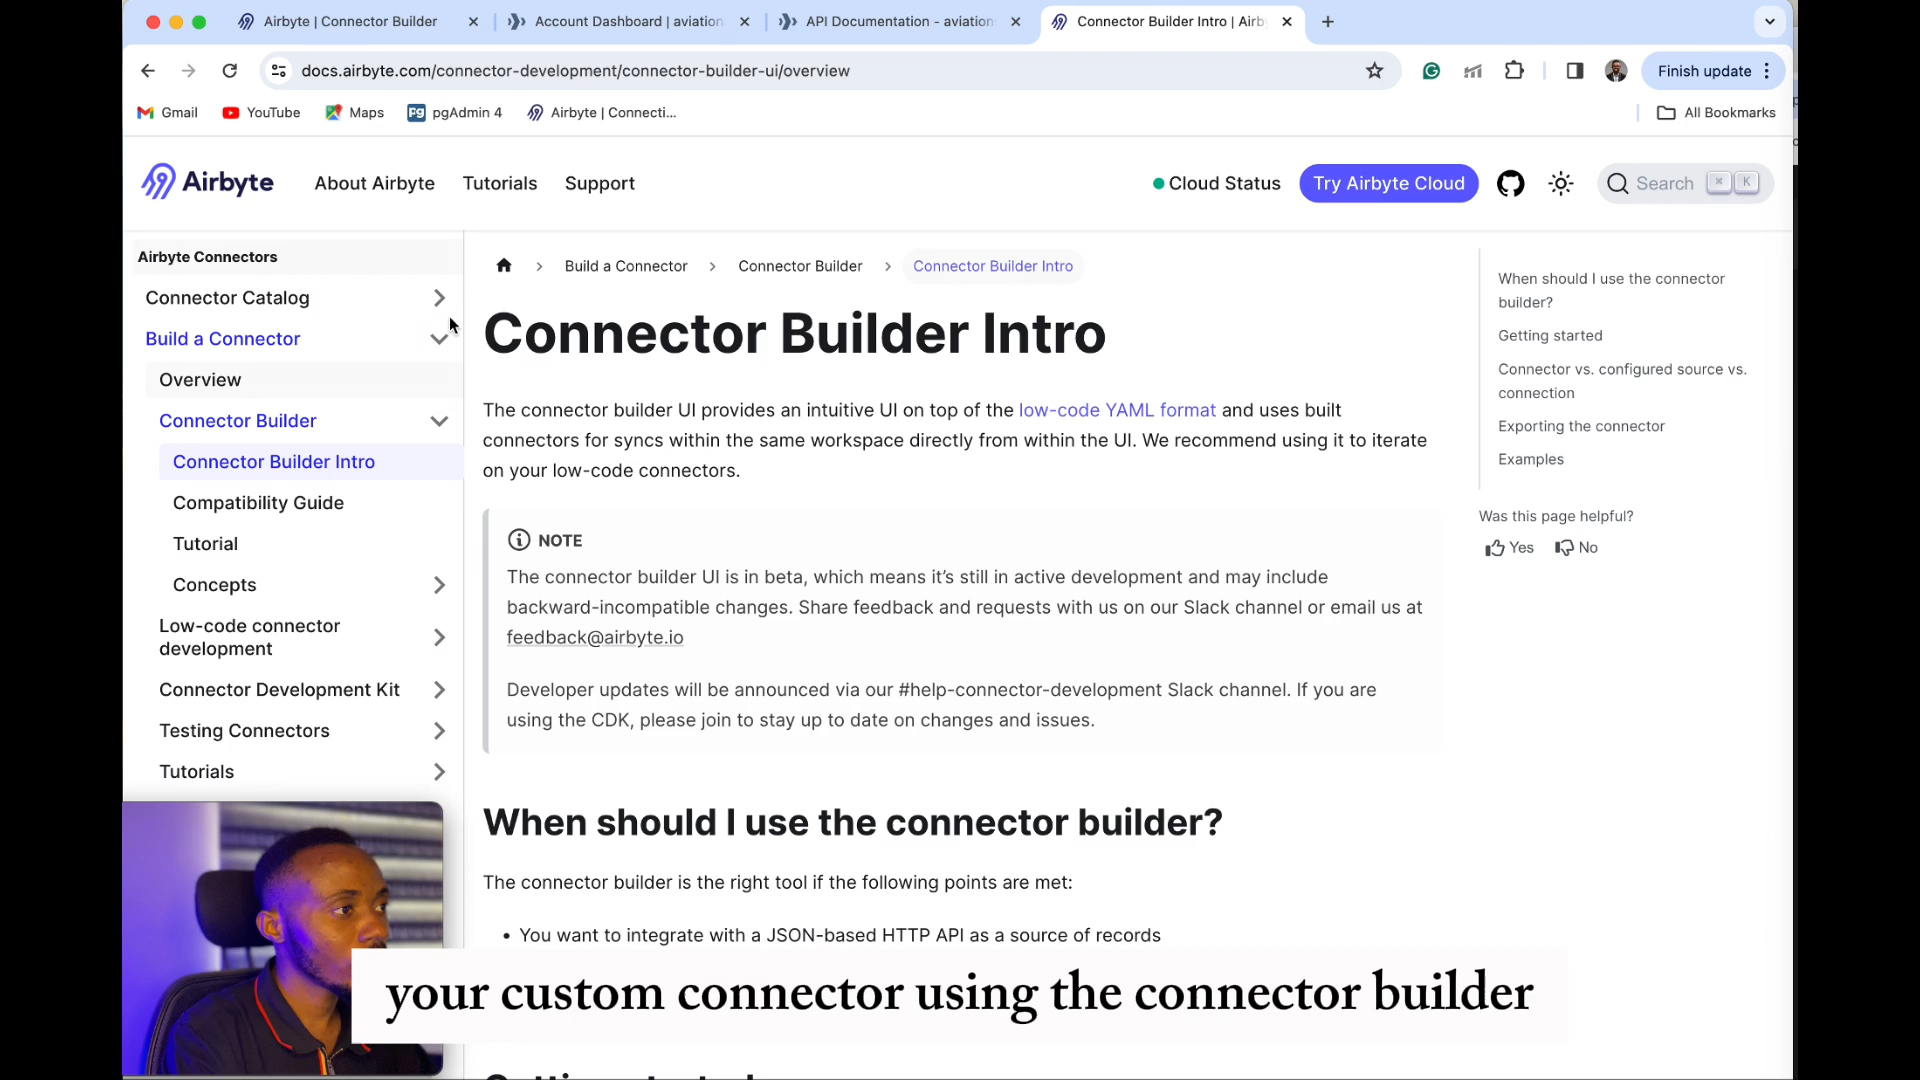 Airbyte | Connector Builder
Account Dashboard | aviation
API Documentation - aviation
Connector Builder Intro | Airb
docs.airbyte.com/connector-development/connector-builder-ui/overview
Finish update
Gmail
YouTube
Maps
pgAdmin 4
Airbyte | Connecti...
All Bookmarks
Airbyte
About Airbyte
Tutorials
Support
Cloud Status
Try Airbyte Cloud
Search
⌘
K
Airbyte Connectors
Connector Catalog
Build a Connector
Overview
Connector Builder
Connector Builder Intro
Compatibility Guide
Tutorial
Concepts
Low-code connector
development
Connector Development Kit
Testing Connectors
Tutorials
Build a Connector
Connector Builder
Connector Builder Intro
Connector Builder Intro
The connector builder UI provides an intuitive UI on top of the low-code YAML format and uses built
connectors for syncs within the same workspace directly from within the UI. We recommend using it to iterate
on your low-code connectors.
NOTE
The connector builder UI is in beta, which means it’s still in active development and may include
backward-incompatible changes. Share feedback and requests with us on our Slack channel or email us at
feedback@airbyte.io
Developer updates will be announced via our #help-connector-development Slack channel. If you are
using the CDK, please join to stay up to date on changes and issues.
When should I use the connector builder?
The connector builder is the right tool if the following points are met:
• You want to integrate with a JSON-based HTTP API as a source of records
When should I use the connector
builder?
Getting started
Connector vs. configured source vs.
connection
Exporting the connector
Examples
Was this page helpful?
Yes
No
your custom connector using the connector builder